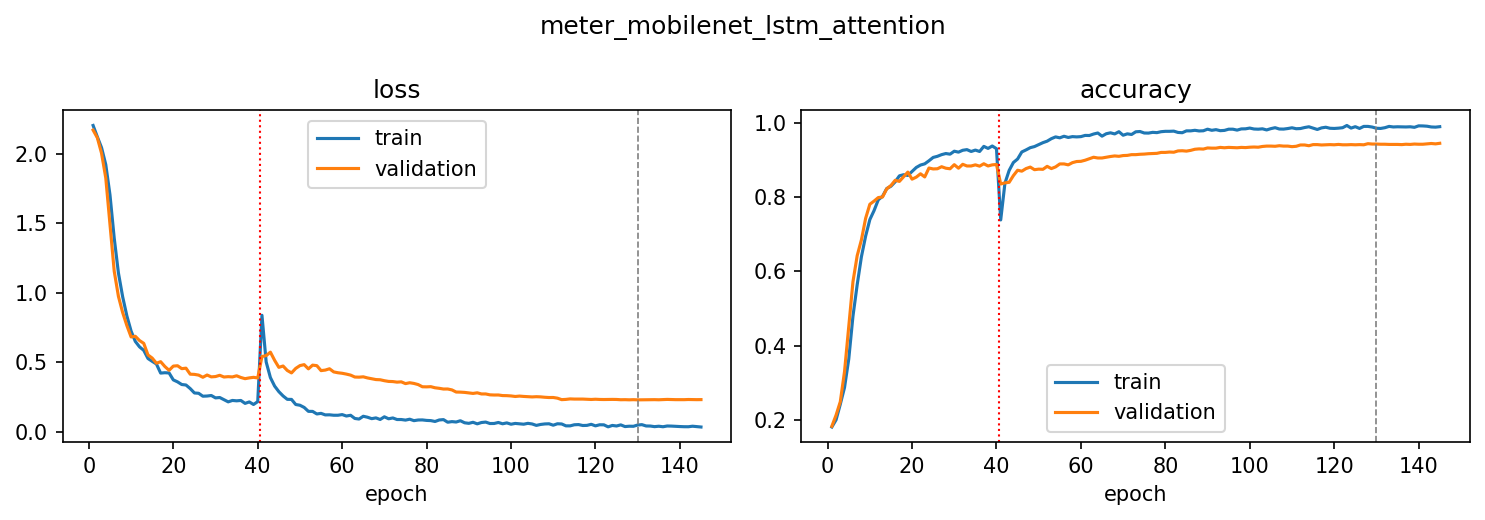 meter_mobilenet_lstm_attention
loss
accuracy
train
validation
2.0
1.5
1.0
0.5
0.0
0 20 40 60 80 100 120 140
epoch
1.0
0.8
0.6
0.4
0.2
train
validation
0 20 40 60 80 100 120 140
epoch